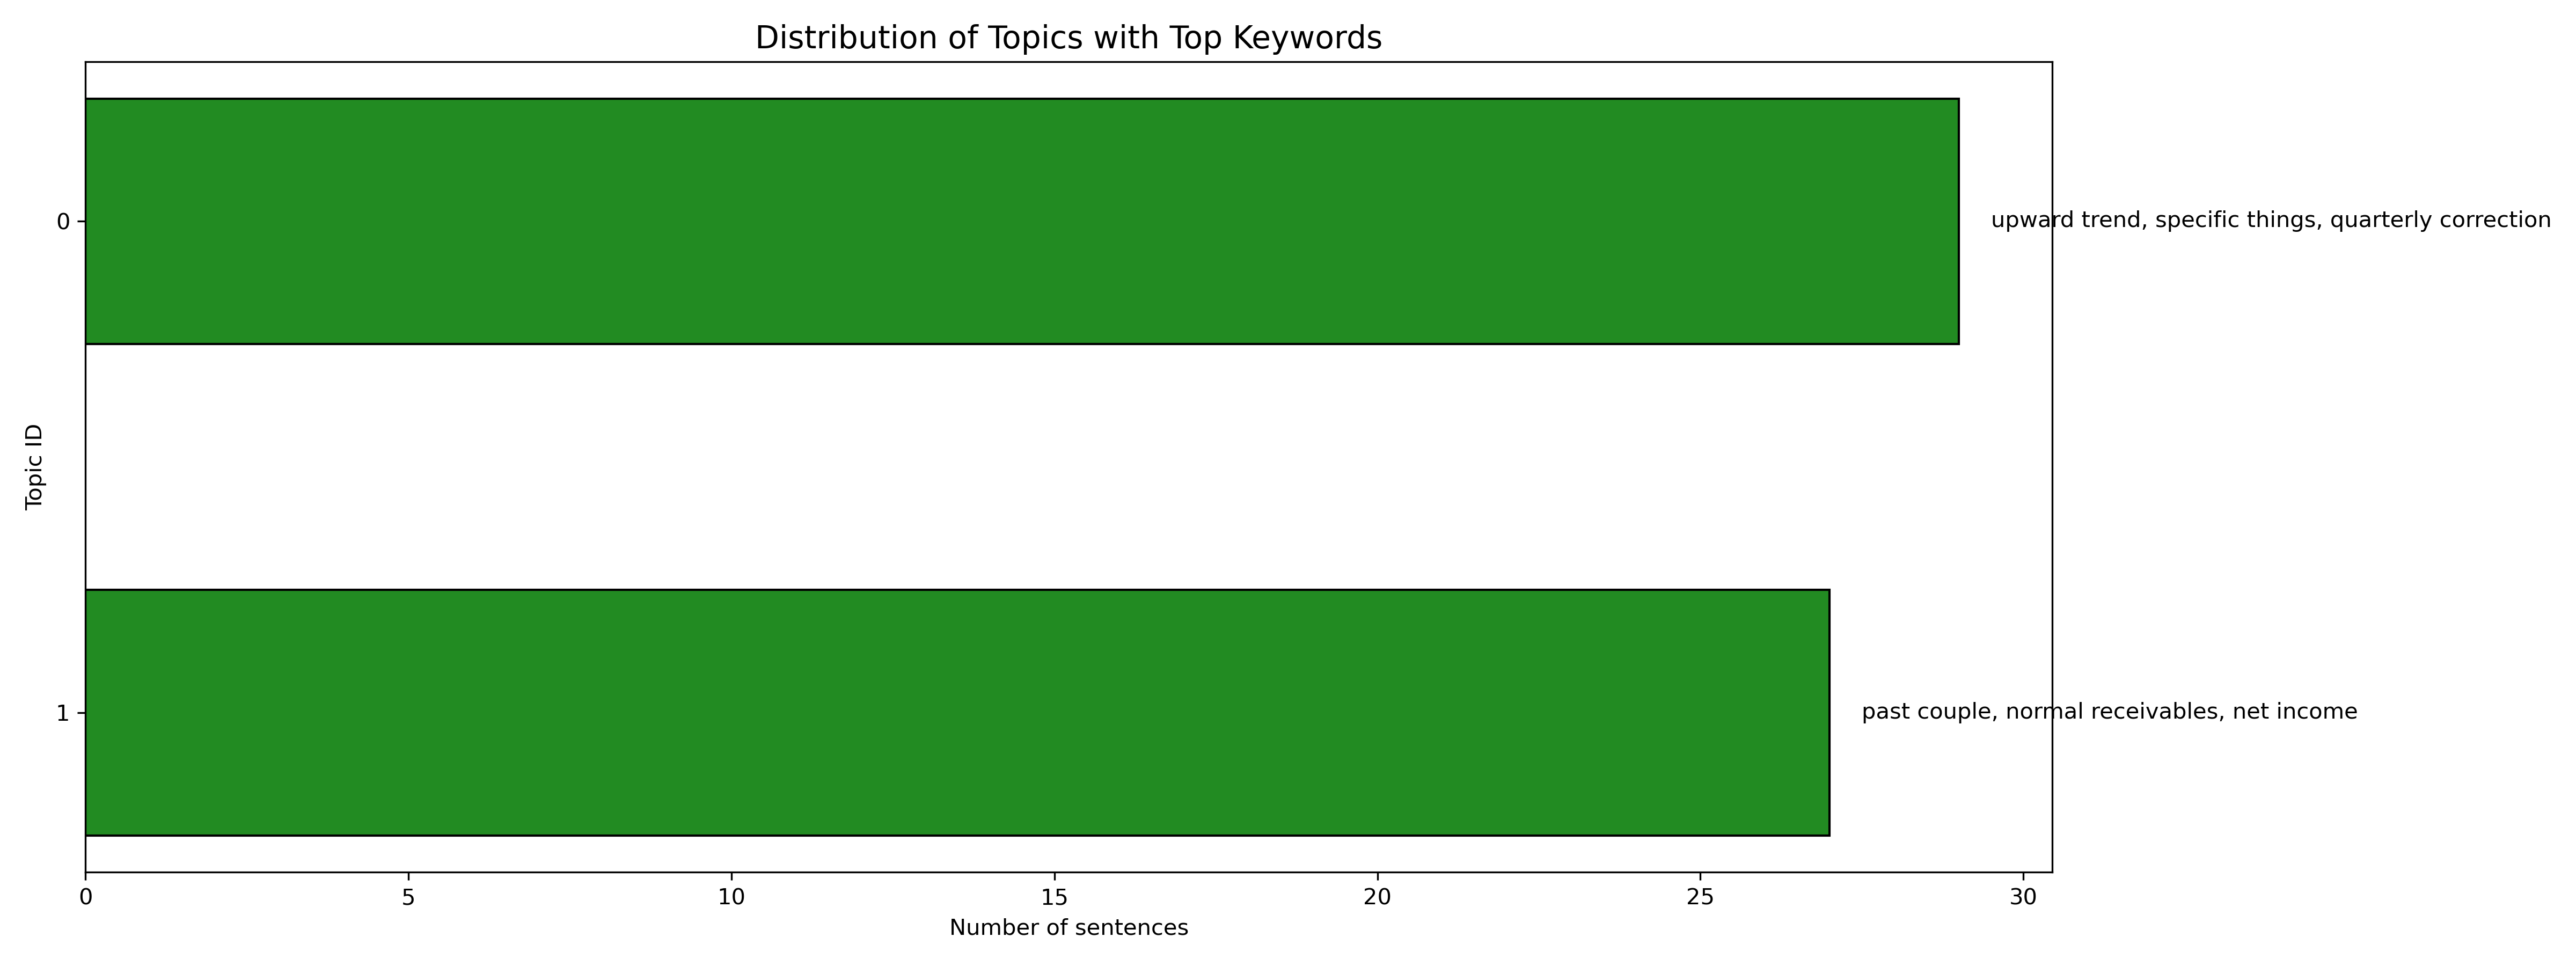 Distribution of Topics with Top Keywords
0
upward trend, specific things, quarterly correction
Topic ID
1
past couple, normal receivables, net income
0 5 10 15 20 25 30
Number of sentences